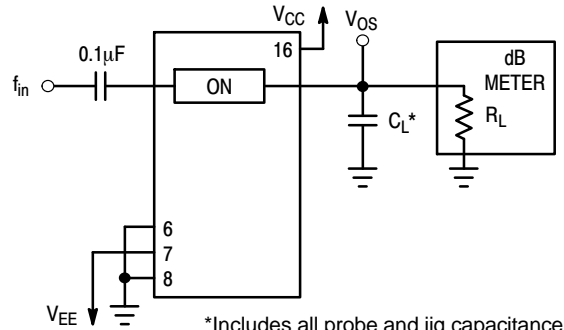 V_CC
V_OS
16
0.1μF
dB
METER
f_in
ON
C_L*
R_L
6
7
8
V_EE
*Includes all probe and jig capacitance